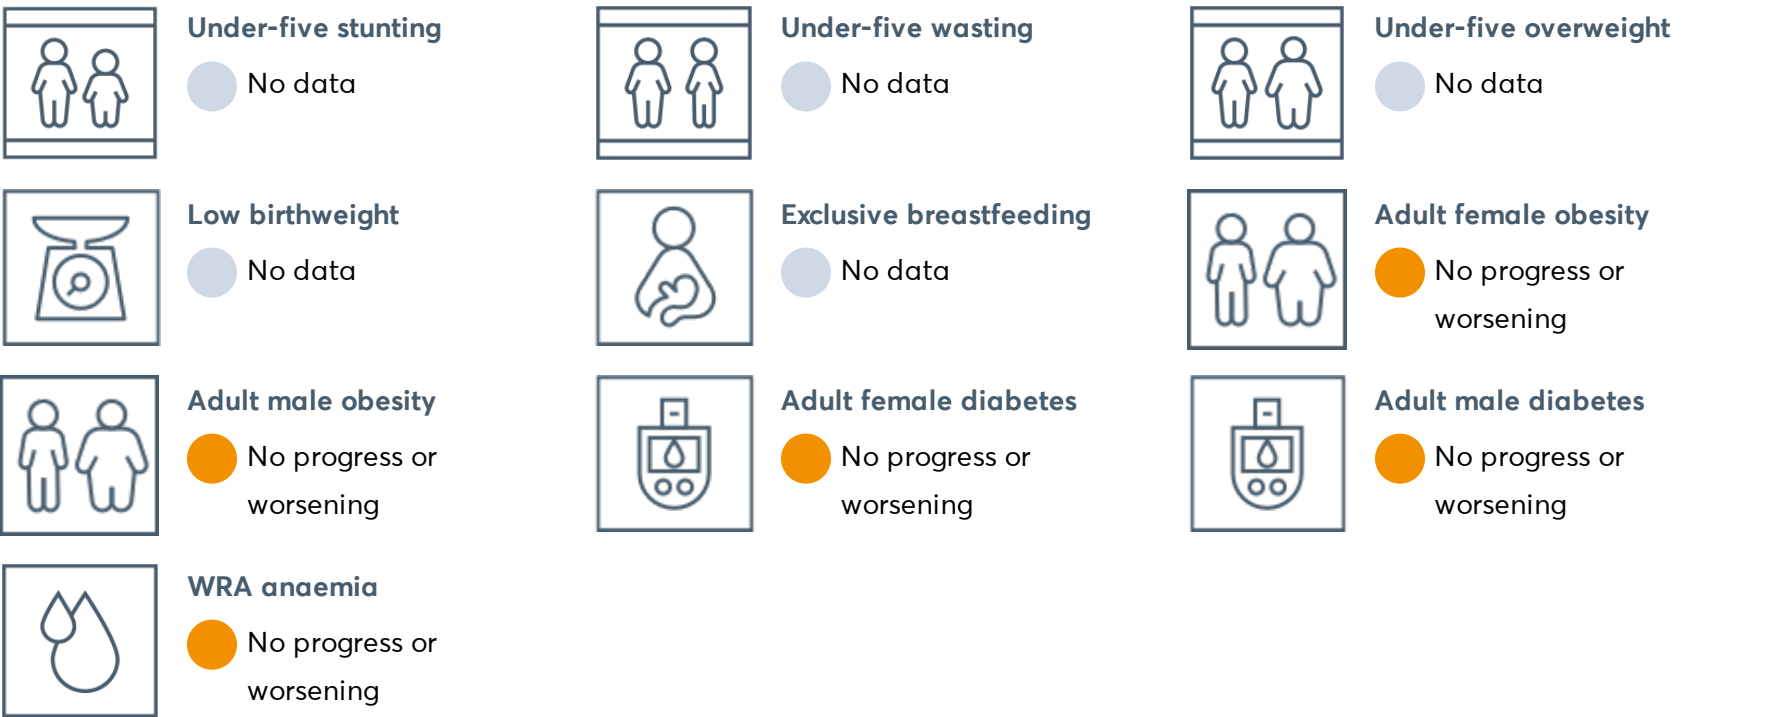 Under-five stunting
No data
Under-five wasting
No data
Under-five overweight
No data
Low birthweight
No data
Exclusive breastfeeding
No data
Adult female obesity
No progress or
worsening
Adult male obesity
No progress or
worsening
Adult female diabetes
No progress or
worsening
Adult male diabetes
No progress or
worsening
WRA anaemia
No progress or
worsening